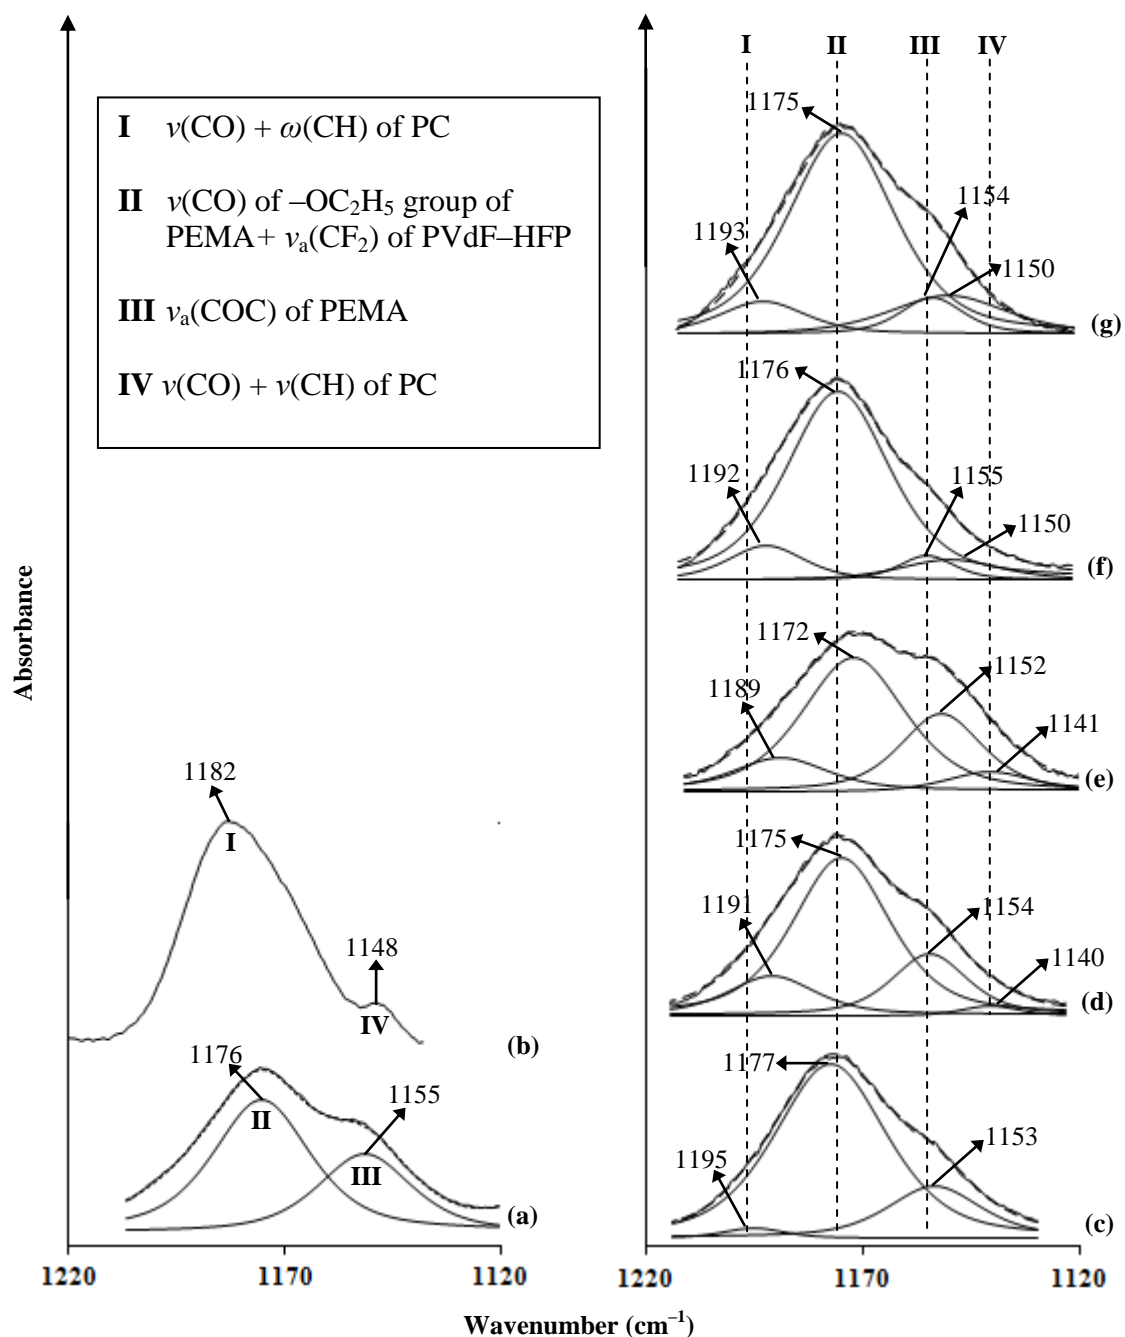 I ν(CO) + ω(CH) of PC
II ν(CO) of –OC₂H₅ group of
PEMA+ νₐ(CF₂) of PVdF–HFP
III νₐ(COC) of PEMA
IV ν(CO) + ν(CH) of PC
Absorbance
1182
I
1148
IV
(b)
1176
1155
II
III
(a)
1220
1170
1120
I II III IV
1175
1154
1193
1150
(g)
1176
1192
1155
1150
(f)
1172
1152
1189
1141
(e)
1175
1191
1154
1140
(d)
1177
1153
1195
(c)
1220
1170
1120
Wavenumber (cm⁻¹)